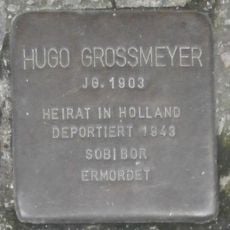 HUGO GROSSMEYER
JG. 1903
HEIRAT IN HOLLAND
DEPORTIERT 1943
SOBIBOR
ERMORDET